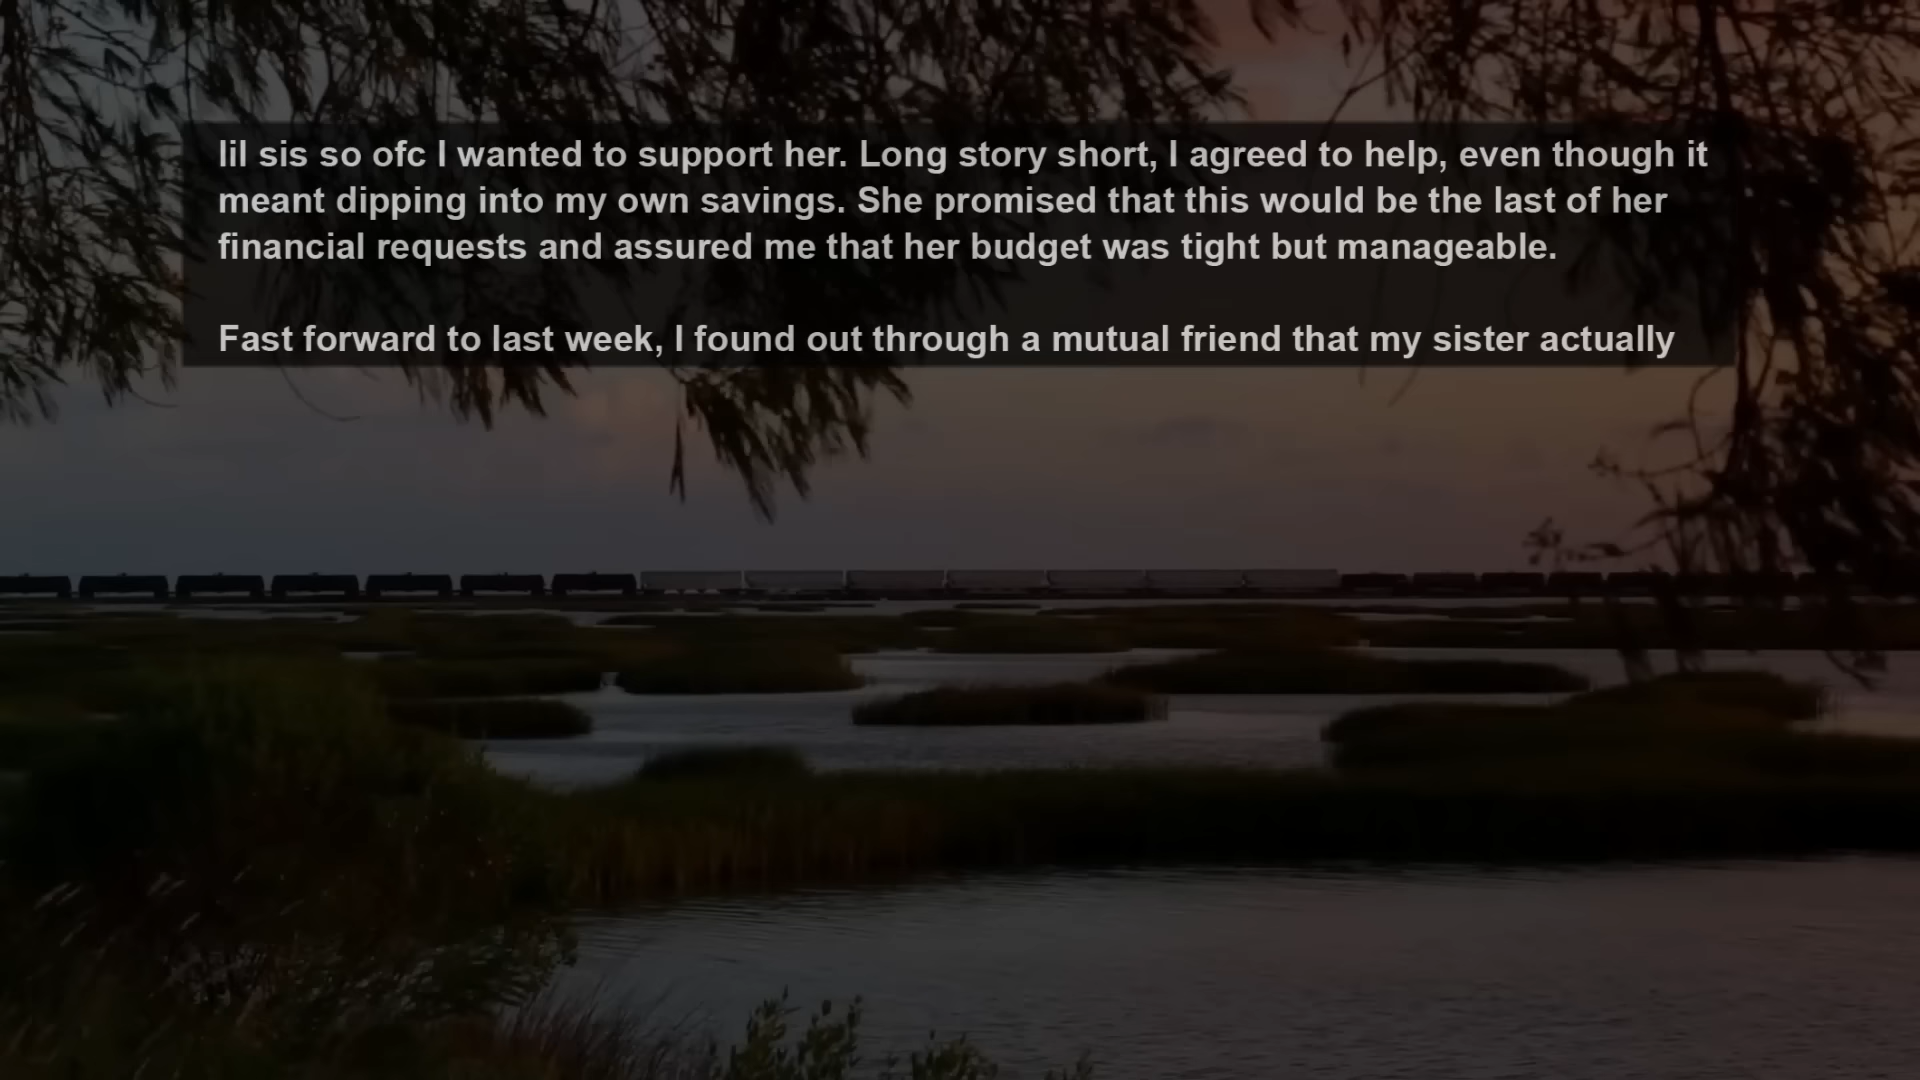 lil sis so ofc I wanted to support her. Long story short, I agreed to help, even though it
meant dipping into my own savings. She promised that this would be the last of her
financial requests and assured me that her budget was tight but manageable.
Fast forward to last week, I found out through a mutual friend that my sister actually